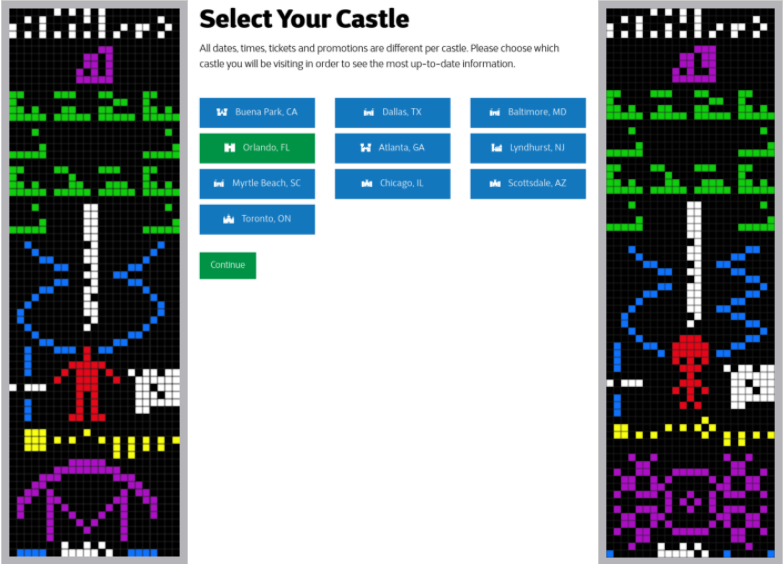 Select Your Castle
All dates, times, tickets and promotions are different per castle. Please choose which
castle you will be visiting in order to see the most up-to-date information.
Buena Park, CA
Dallas, TX
Baltimore, MD
Orlando, FL
Atlanta, GA
Lyndhurst, NJ
Myrtle Beach, SC
Chicago, IL
Scottsdale, AZ
Toronto, ON
Continue